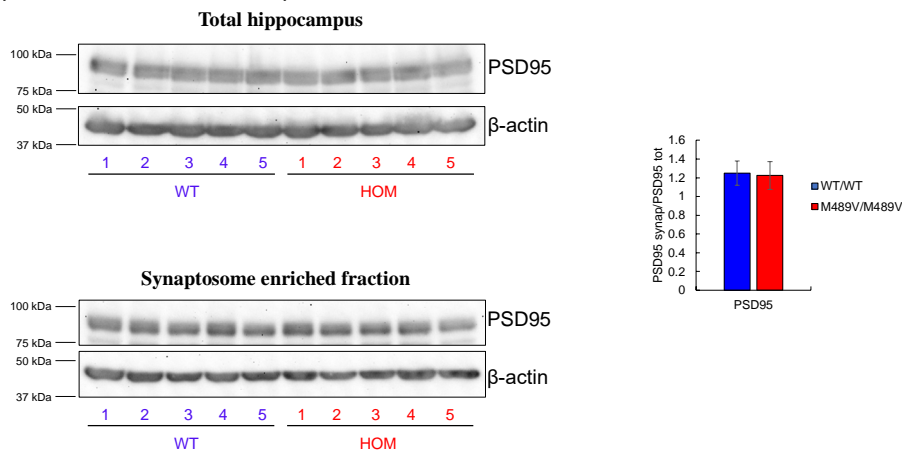 Total hippocampus
100 kDa
PSD95
75 kDa
50 kDa
β-actin
37 kDa
1 2 3 4 5 1 2 3 4 5
WT HOM
Synaptosome enriched fraction
100 kDa
PSD95
75 kDa
50 kDa
β-actin
37 kDa
1 2 3 4 5 1 2 3 4 5
WT HOM
PSD95 synap/PSD95 tot
1.6
1.4
1.2
1
0.8
0.6
0.4
0.2
0
PSD95
WT/WT
M489V/M489V